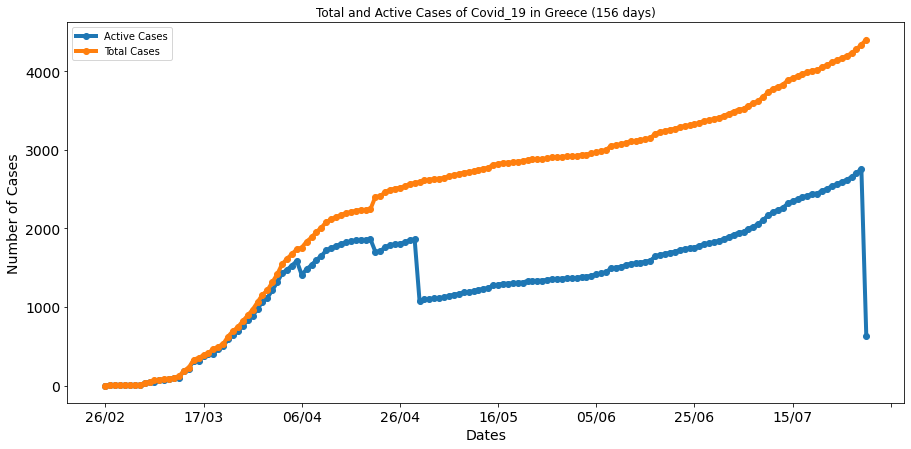 Total and Active Cases of Covid_19 in Greece (156 days)
Active Cases
Total Cases
4000
3000
2000
1000
0
Number of Cases
26/02 17/03 06/04 26/04 16/05 05/06 25/06 15/07
Dates